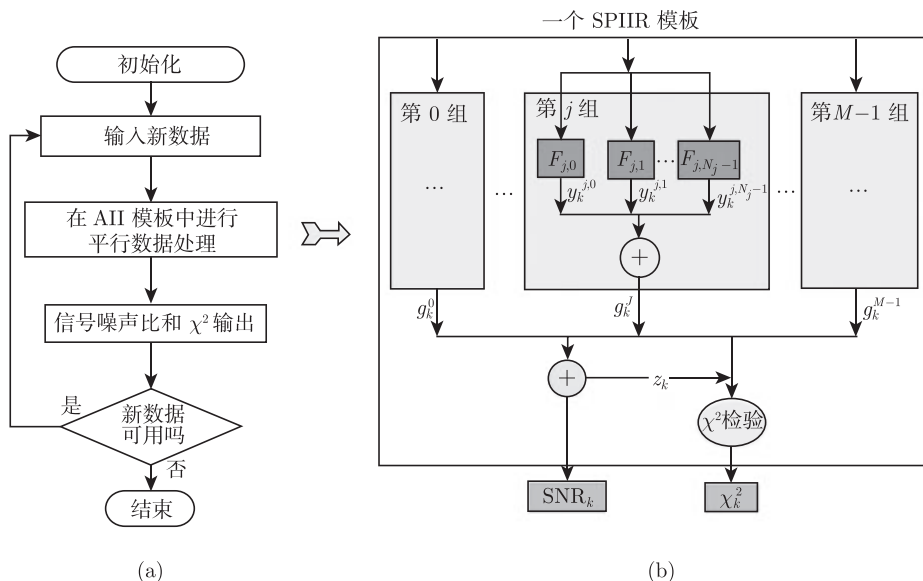 初始化
输入新数据
在 AII 模板中进行
平行数据处理
信号噪声比和 χ² 输出
是
新数据
可用吗
否
结束
(a)
一个 SPIIR 模板
第 0 组
...
...
第 j 组
F_{j,0}
F_{j,1}
...
F_{j,N_j−1}
y_k^{j,0}
y_k^{j,1}
y_k^{j,N_j−1}
+
...
第M−1 组
...
g_k^0
g_k^J
g_k^{M−1}
+
z_k
χ²检验
SNR_k
χ_k^2
(b)